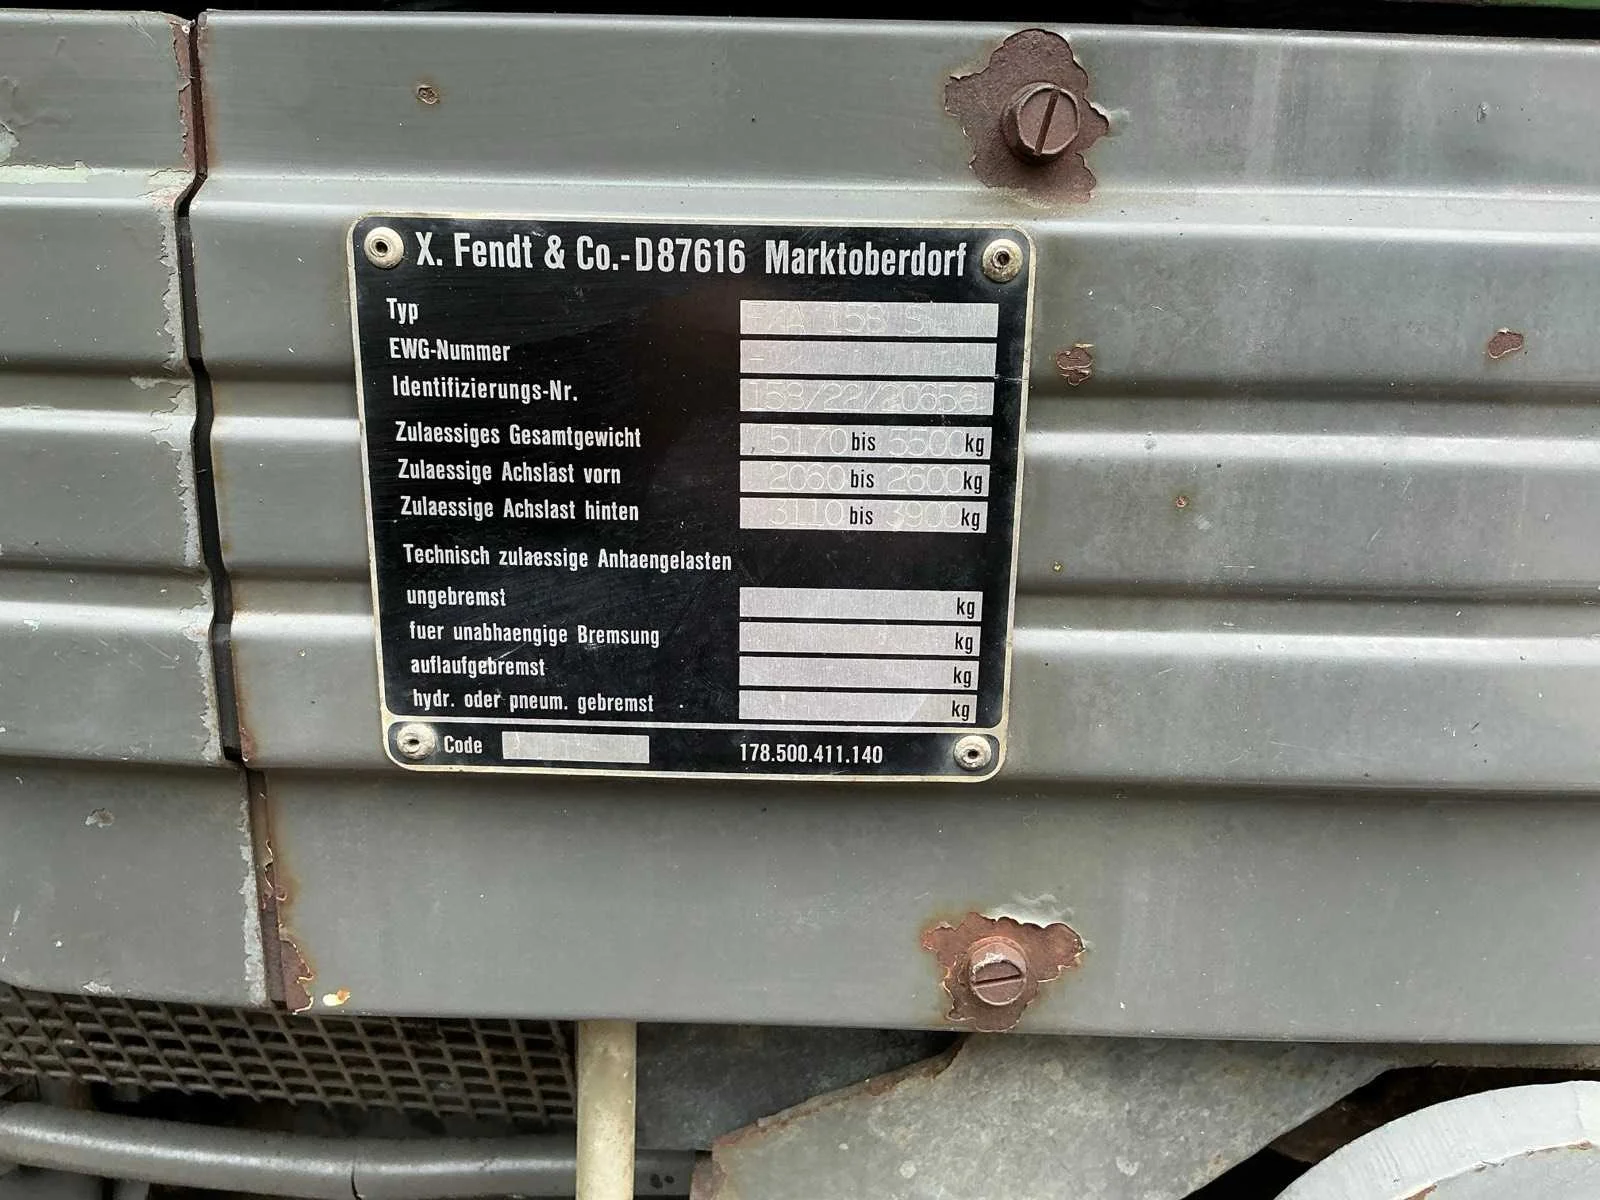 X. Fendt & Co.-D87616 Marktoberdorf
Typ 158 S
EWG-Nummer -
Identifizierungs-Nr. 158/22/2065
Zulaessiges Gesamtgewicht 5170 bis 5500 kg
Zulaessige Achslast vorn 2060 bis 2600 kg
Zulaessige Achslast hinten 3110 bis 3900 kg
Technisch zulaessige Anhaengelasten
ungebremst kg
fuer unabhaengige Bremsung kg
auflaufgebremst kg
hydr. oder pneum. gebremst kg
Code 178.500.411.140